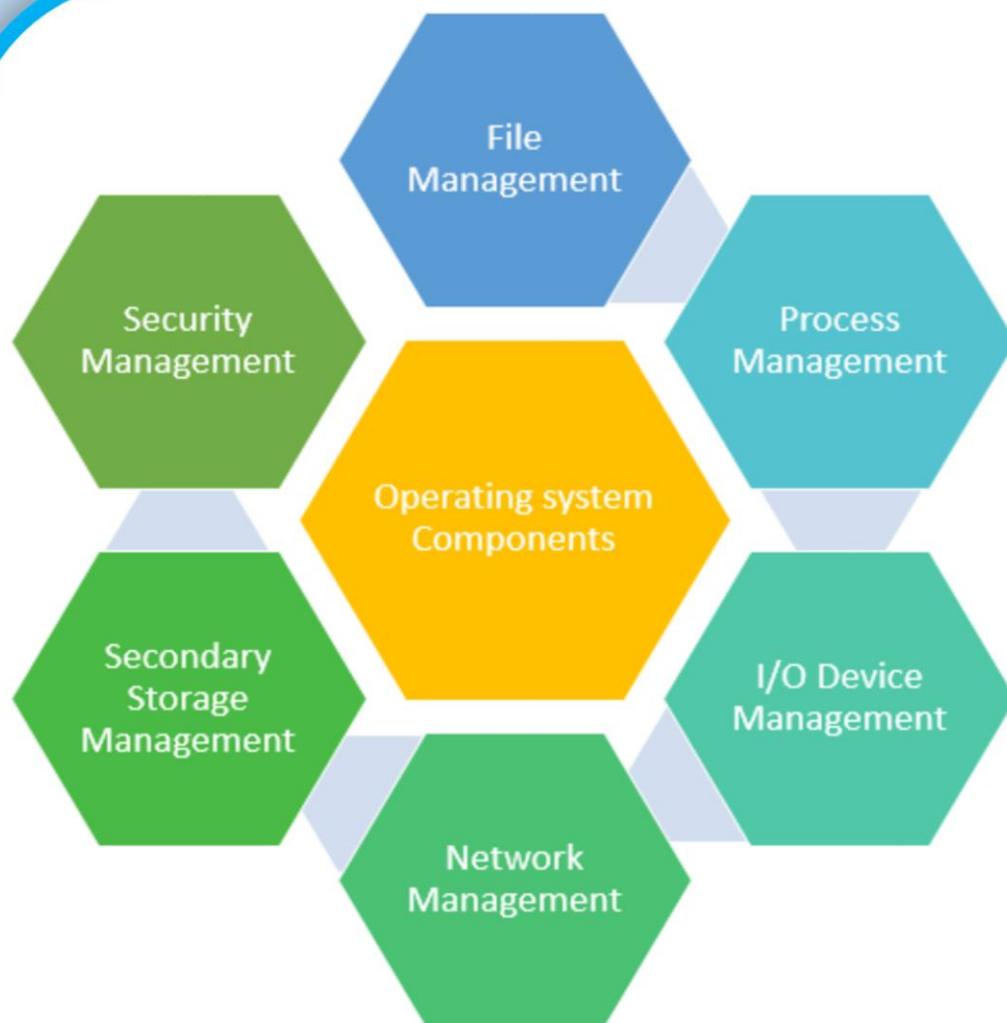 File
Management
Process
Management
I/O Device
Management
Network
Management
Secondary
Storage
Management
Security
Management
Operating system
Components